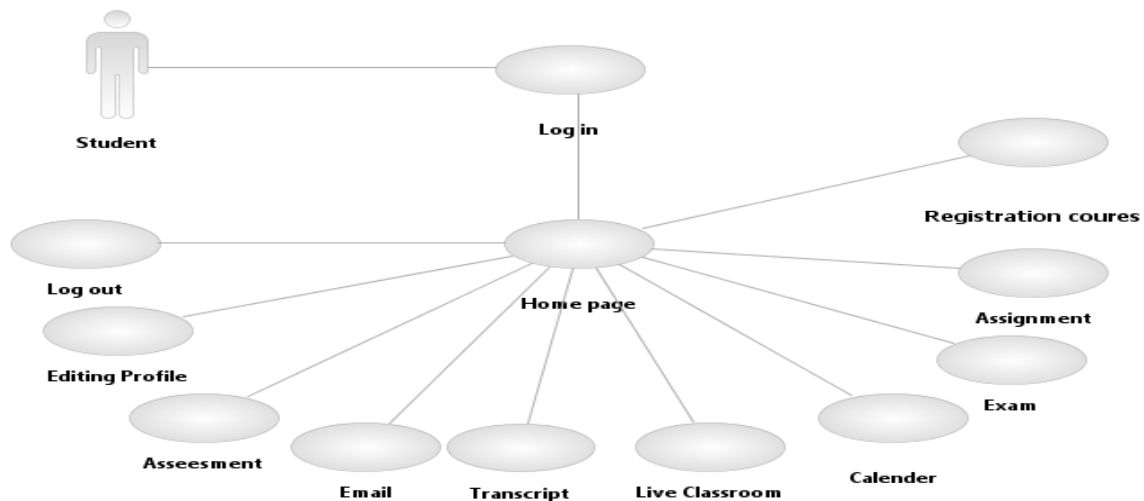 Log in
Student
Registration coures
Log out
Home page
Assignment
Editing Profile
Exam
Asseesment
Calender
Email
Transcript
Live Classroom